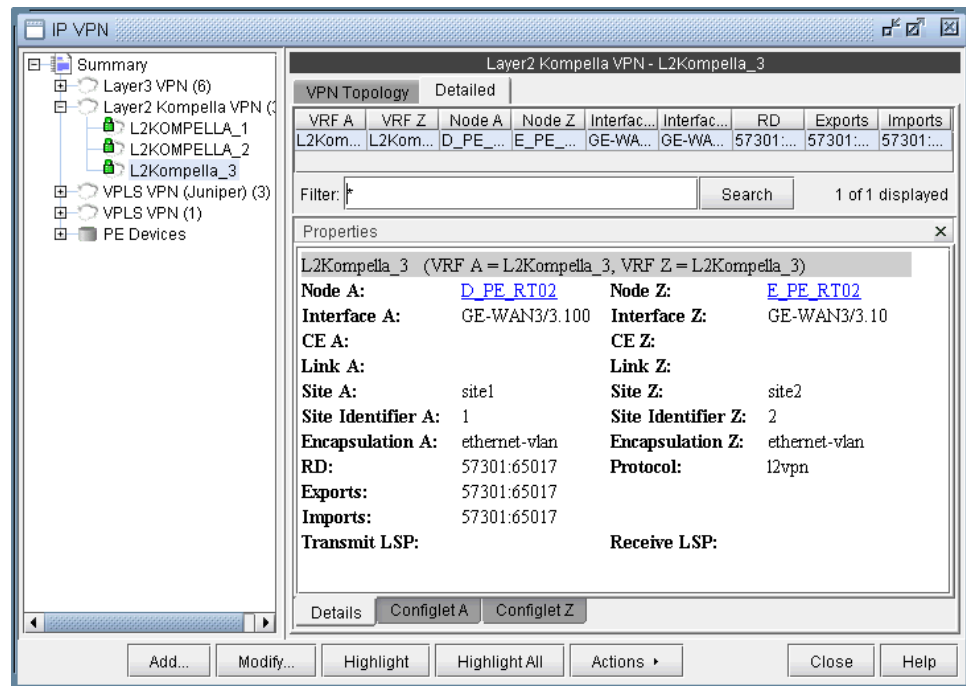 IP VPN
Summary
Layer3 VPN (6)
Layer2 Kompella VPN (3
L2KOMPELLA_1
L2KOMPELLA_2
L2Kompella_3
VPLS VPN (Juniper) (3)
VPLS VPN (1)
PE Devices
Layer2 Kompella VPN - L2Kompella_3
VPN Topology Detailed
VRF A VRF Z Node A Node Z Interfac... Interfac... RD Exports Imports
L2Kom... L2Kom... D_PE_... E_PE_... GE-WA... GE-WA... 57301:... 57301:... 57301:...
Filter: * Search 1 of 1 displayed
Properties
L2Kompella_3 (VRF A = L2Kompella_3, VRF Z = L2Kompella_3)
Node A: D_PE_RT02 Node Z: E_PE_RT02
Interface A: GE-WAN3/3.100 Interface Z: GE-WAN3/3.10
CE A: CE Z:
Link A: Link Z:
Site A: site1 Site Z: site2
Site Identifier A: 1 Site Identifier Z: 2
Encapsulation A: ethernet-vlan Encapsulation Z: ethernet-vlan
RD: 57301:65017 Protocol: l2vpn
Exports: 57301:65017
Imports: 57301:65017
Transmit LSP: Receive LSP:
Details Configlet A Configlet Z
Add... Modify... Highlight Highlight All Actions Close Help